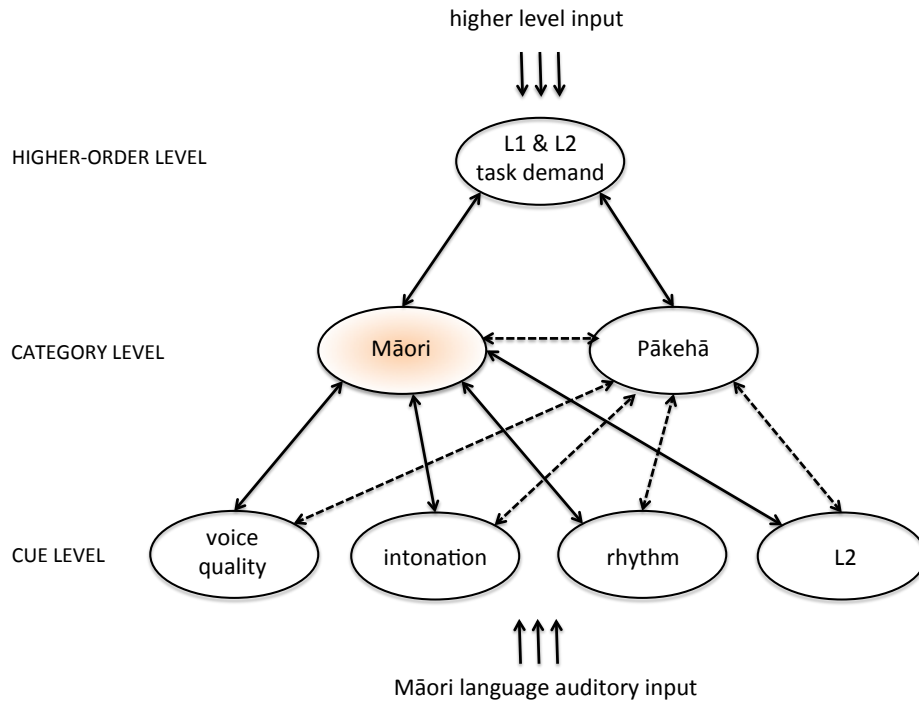 higher level input
HIGHER-ORDER LEVEL
L1 & L2
task demand
CATEGORY LEVEL
Māori
Pākehā
CUE LEVEL
voice
quality
intonation
rhythm
L2
Māori language auditory input